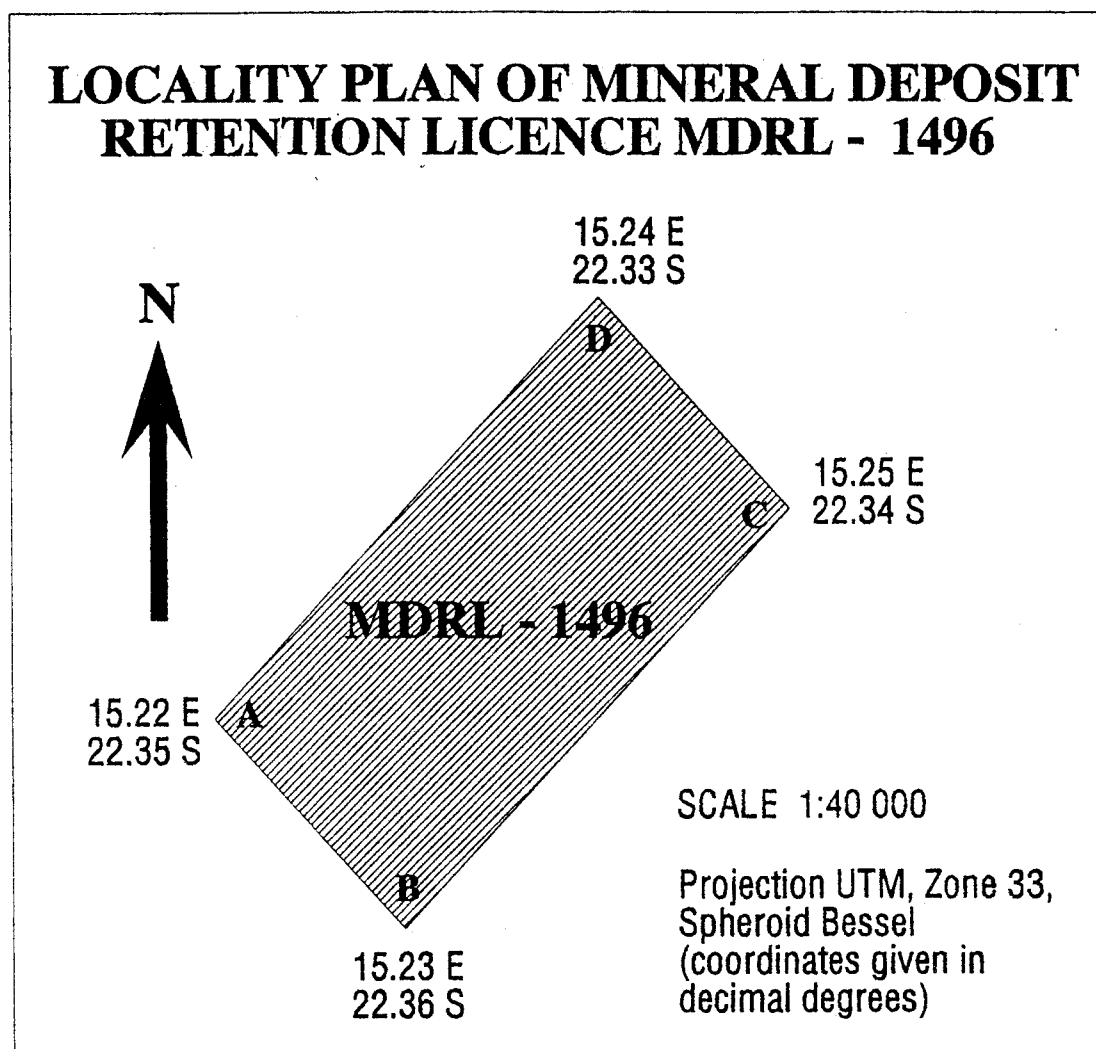 LOCALITY PLAN OF MINERAL DEPOSIT
RETENTION LICENCE MDRL - 1496
15.24 E
22.33 S
N
D
15.25 E
22.34 S
C
MDRL - 1496
15.22 E
22.35 S
A
B
15.23 E
22.36 S
SCALE 1:40 000
Projection UTM, Zone 33,
Spheroid Bessel
(coordinates given in
decimal degrees)